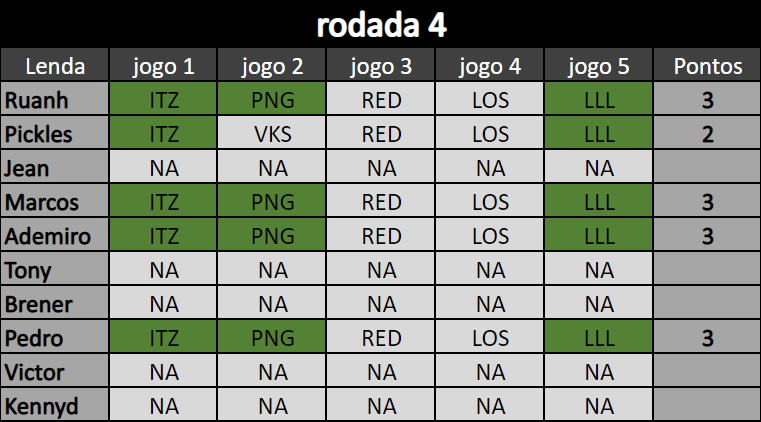 rodada 4
Lenda jogo 1 jogo 2 jogo 3 jogo 4 jogo 5 Pontos
Ruanh ITZ PNG RED LOS LLL 3
Pickles ITZ VKS RED LOS LLL 2
Jean NA NA NA NA NA
Marcos ITZ PNG RED LOS LLL 3
Ademiro ITZ PNG RED LOS LLL 3
Tony NA NA NA NA NA
Brener NA NA NA NA NA
Pedro ITZ PNG RED LOS LLL 3
Victor NA NA NA NA NA
Kennyd NA NA NA NA NA